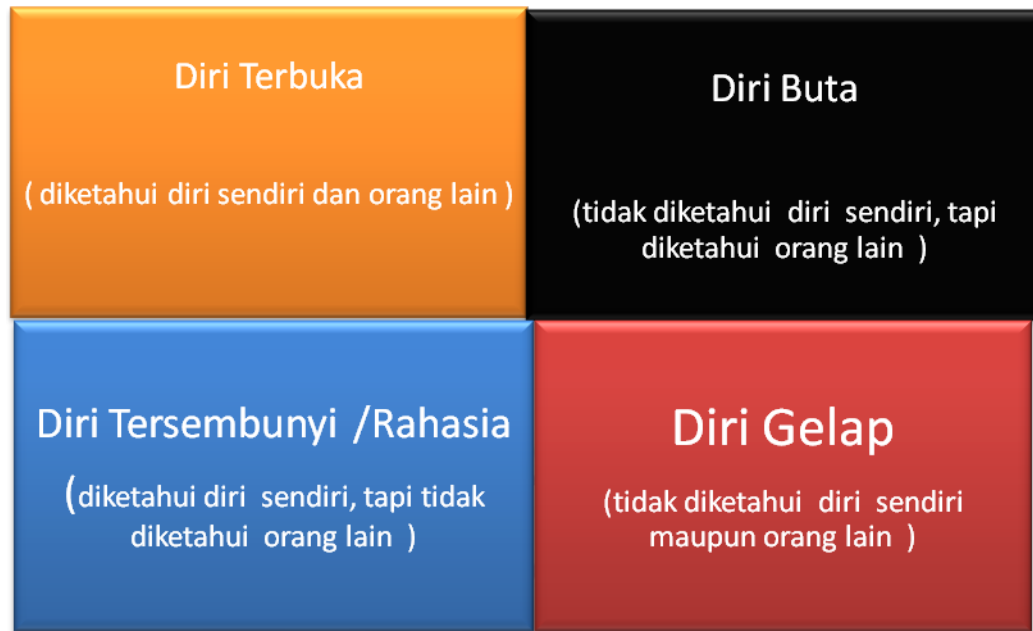 Diri Terbuka
( diketahui diri sendiri dan orang lain )
Diri Buta
(tidak diketahui diri sendiri, tapi
diketahui orang lain )
Diri Tersembunyi /Rahasia
(diketahui diri sendiri, tapi tidak
diketahui orang lain )
Diri Gelap
(tidak diketahui diri sendiri
maupun orang lain )